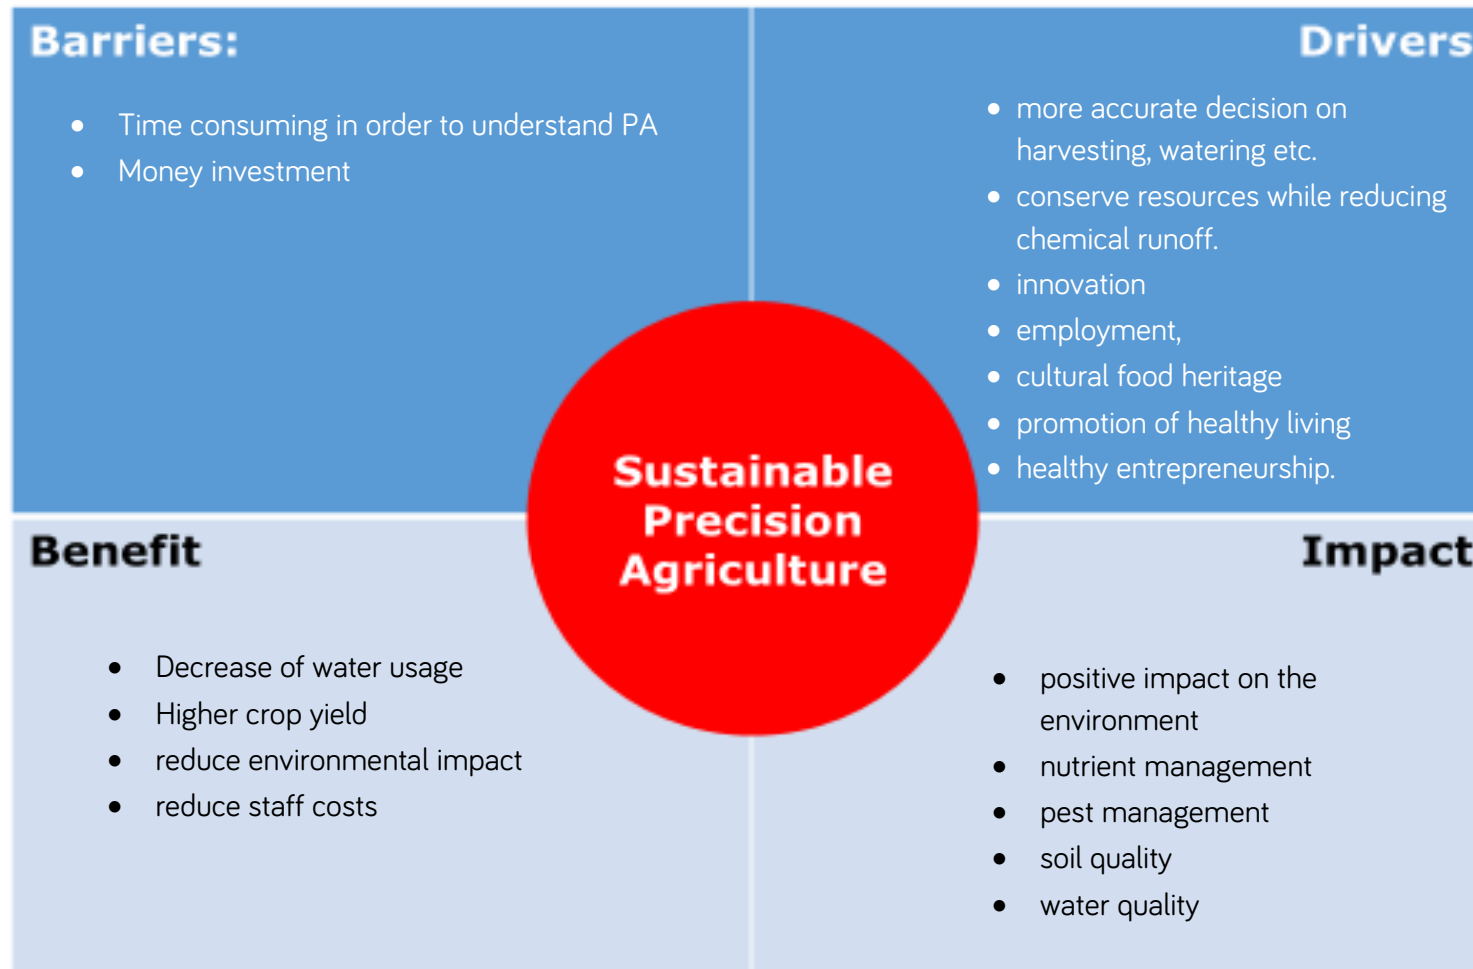 Barriers:
• Time consuming in order to understand PA
• Money investment
Drivers
• more accurate decision on
harvesting, watering etc.
• conserve resources while reducing
chemical runoff.
• innovation
• employment,
• cultural food heritage
• promotion of healthy living
• healthy entrepreneurship.
Sustainable
Precision
Agriculture
Benefit
• Decrease of water usage
• Higher crop yield
• reduce environmental impact
• reduce staff costs
Impact
• positive impact on the
environment
• nutrient management
• pest management
• soil quality
• water quality